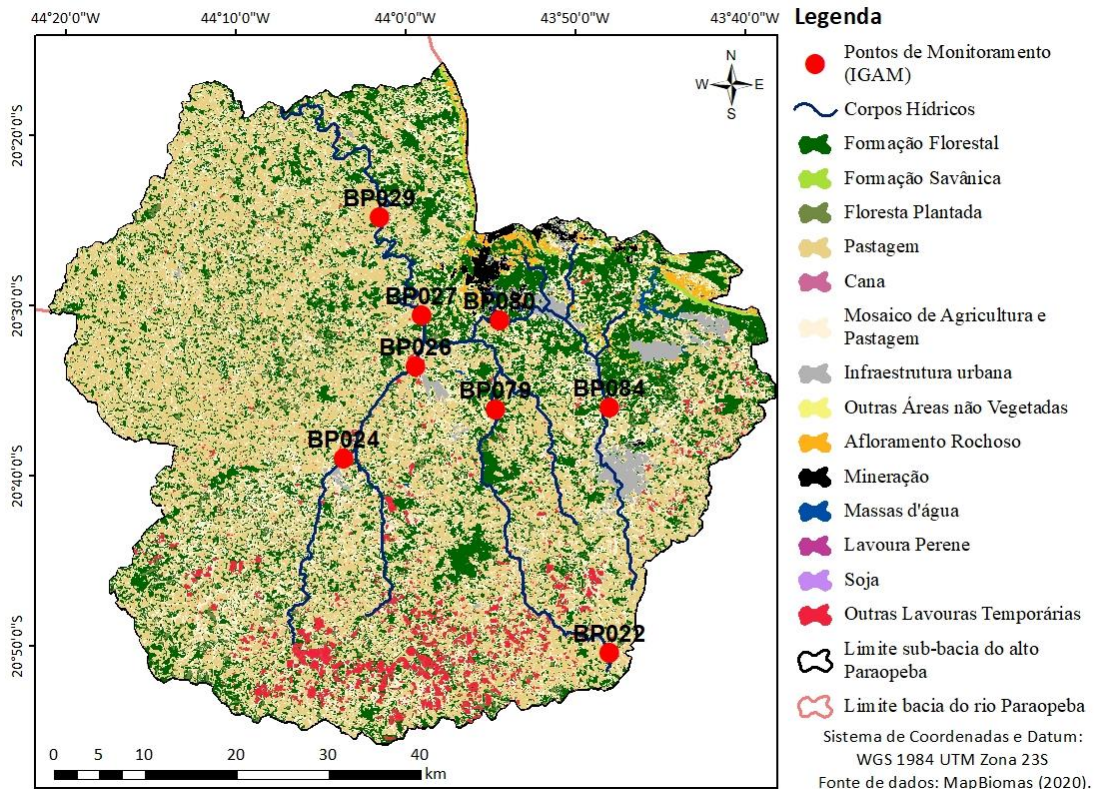 44°20'0"W
44°10'0"W
44°0'0"W
43°50'0"W
43°40'0"W
20°20'0"S
20°30'0"S
20°40'0"S
20°50'0"S
N
W
E
S
BP029
BP027
BP080
BP026
BP079
BP084
BP024
BP022
0 5 10 20 30 40
km
Legenda
Pontos de Monitoramento
(IGAM)
Corpos Hídricos
Formação Florestal
Formação Savânica
Floresta Plantada
Pastagem
Cana
Mosaico de Agricultura e
Pastagem
Infraestrutura urbana
Outras Áreas não Vegetadas
Afloramento Rochoso
Mineração
Massas d'água
Lavoura Perene
Soja
Outras Lavouras Temporárias
Limite sub-bacia do alto
Paraopeba
Limite bacia do rio Paraopeba
Sistema de Coordenadas e Datum:
WGS 1984 UTM Zona 23S
Fonte de dados: MapBiomas (2020).